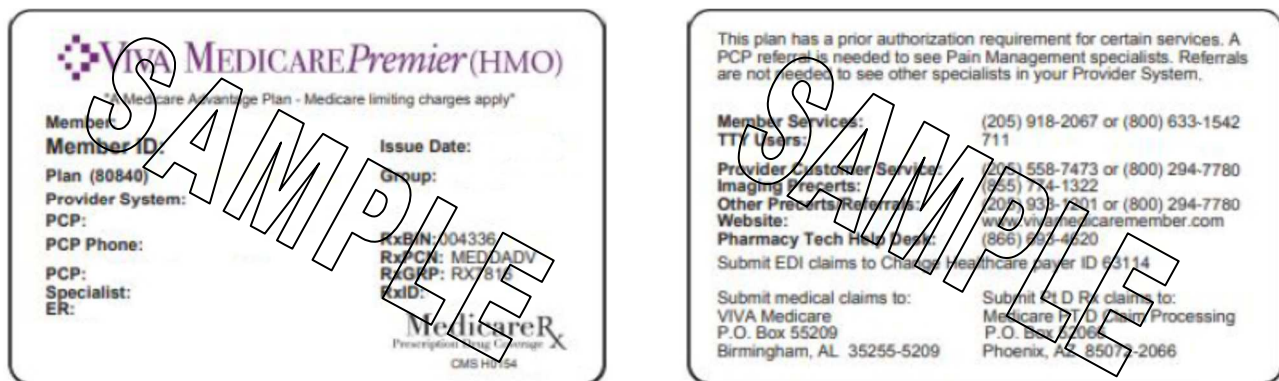 VIVA MEDICARE Premier (HMO)
"A Medicare Advantage Plan - Medicare limiting charges apply"
Member:
Member ID:
Issue Date:
Plan (80840)
Group:
Provider System:
PCP:
PCP Phone:
RxBIN: 004336
RxPCN: MEDDADV
RxGRP: RX7815
PCP:
RxID:
Specialist:
ER:
MedicareRx
Prescription Drug Coverage
CMS H0154
SAMPLE
This plan has a prior authorization requirement for certain services. A
PCP referral is needed to see Pain Management specialists. Referrals
are not needed to see other specialists in your Provider System.
Member Services: (205) 918-2067 or (800) 633-1542
TTY Users: 711
Provider Customer Service: (205) 558-7473 or (800) 294-7780
Imaging Precerts: (855) 774-1322
Other Precerts/Referrals: (205) or (800) 294-7780
Website: www.vivamedicaremember.com
Pharmacy Tech Help Desk: (866) 693-4620
Submit EDI claims to Change Healthcare payer ID 63114
Submit medical claims to:
VIVA Medicare
P.O. Box 55209
Birmingham, AL 35255-5209
Submit Pt D Rx claims to:
Medicare PT D Claim Processing
P.O. Box 52066
Phoenix, AZ 85072-2066
SAMPLE